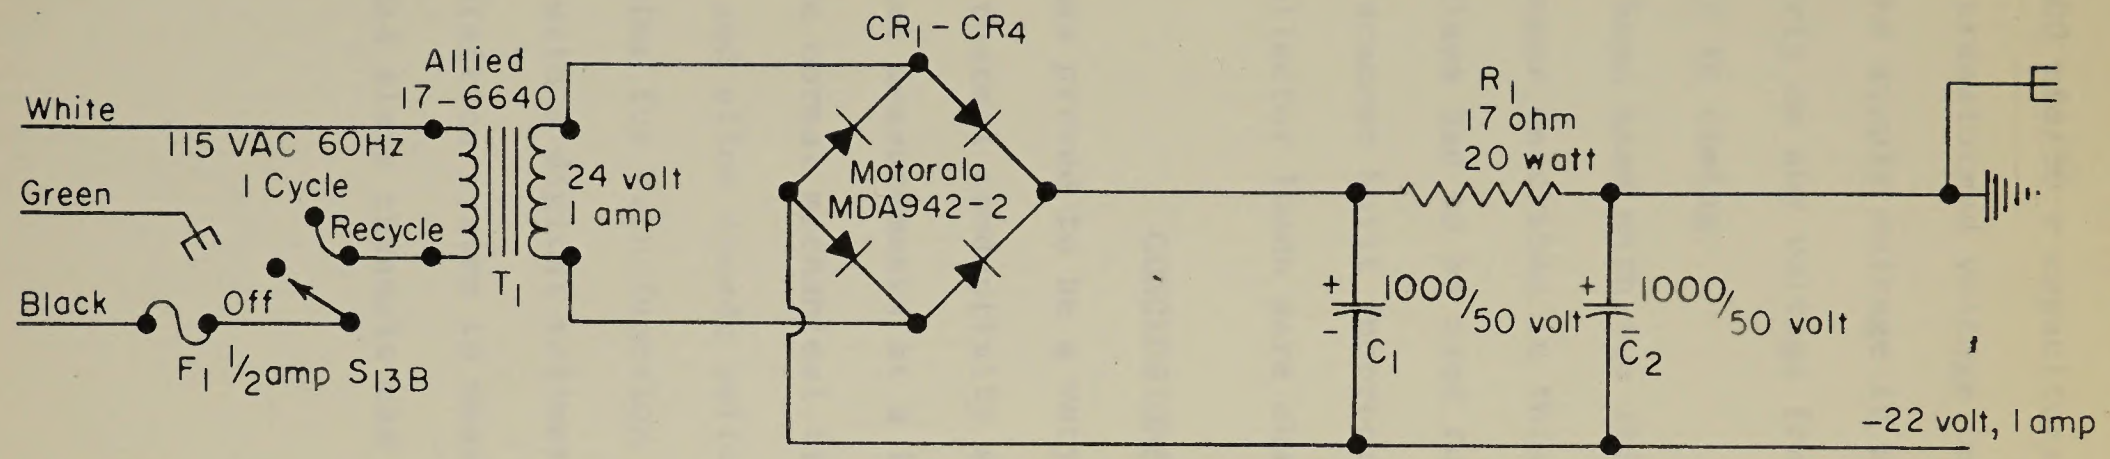 CR1-CR4
Allied
17-6640
White
115 VAC 60Hz
1 Cycle
Green
Recycle
Black
Off
F1 1/2amp S13B
T1
24 volt
1 amp
Motorala
MDA942-2
R1
17 ohm
20 watt
+ 1000/50 volt
-
C1
+ 1000/50 volt
-
C2
-22 volt, 1 amp